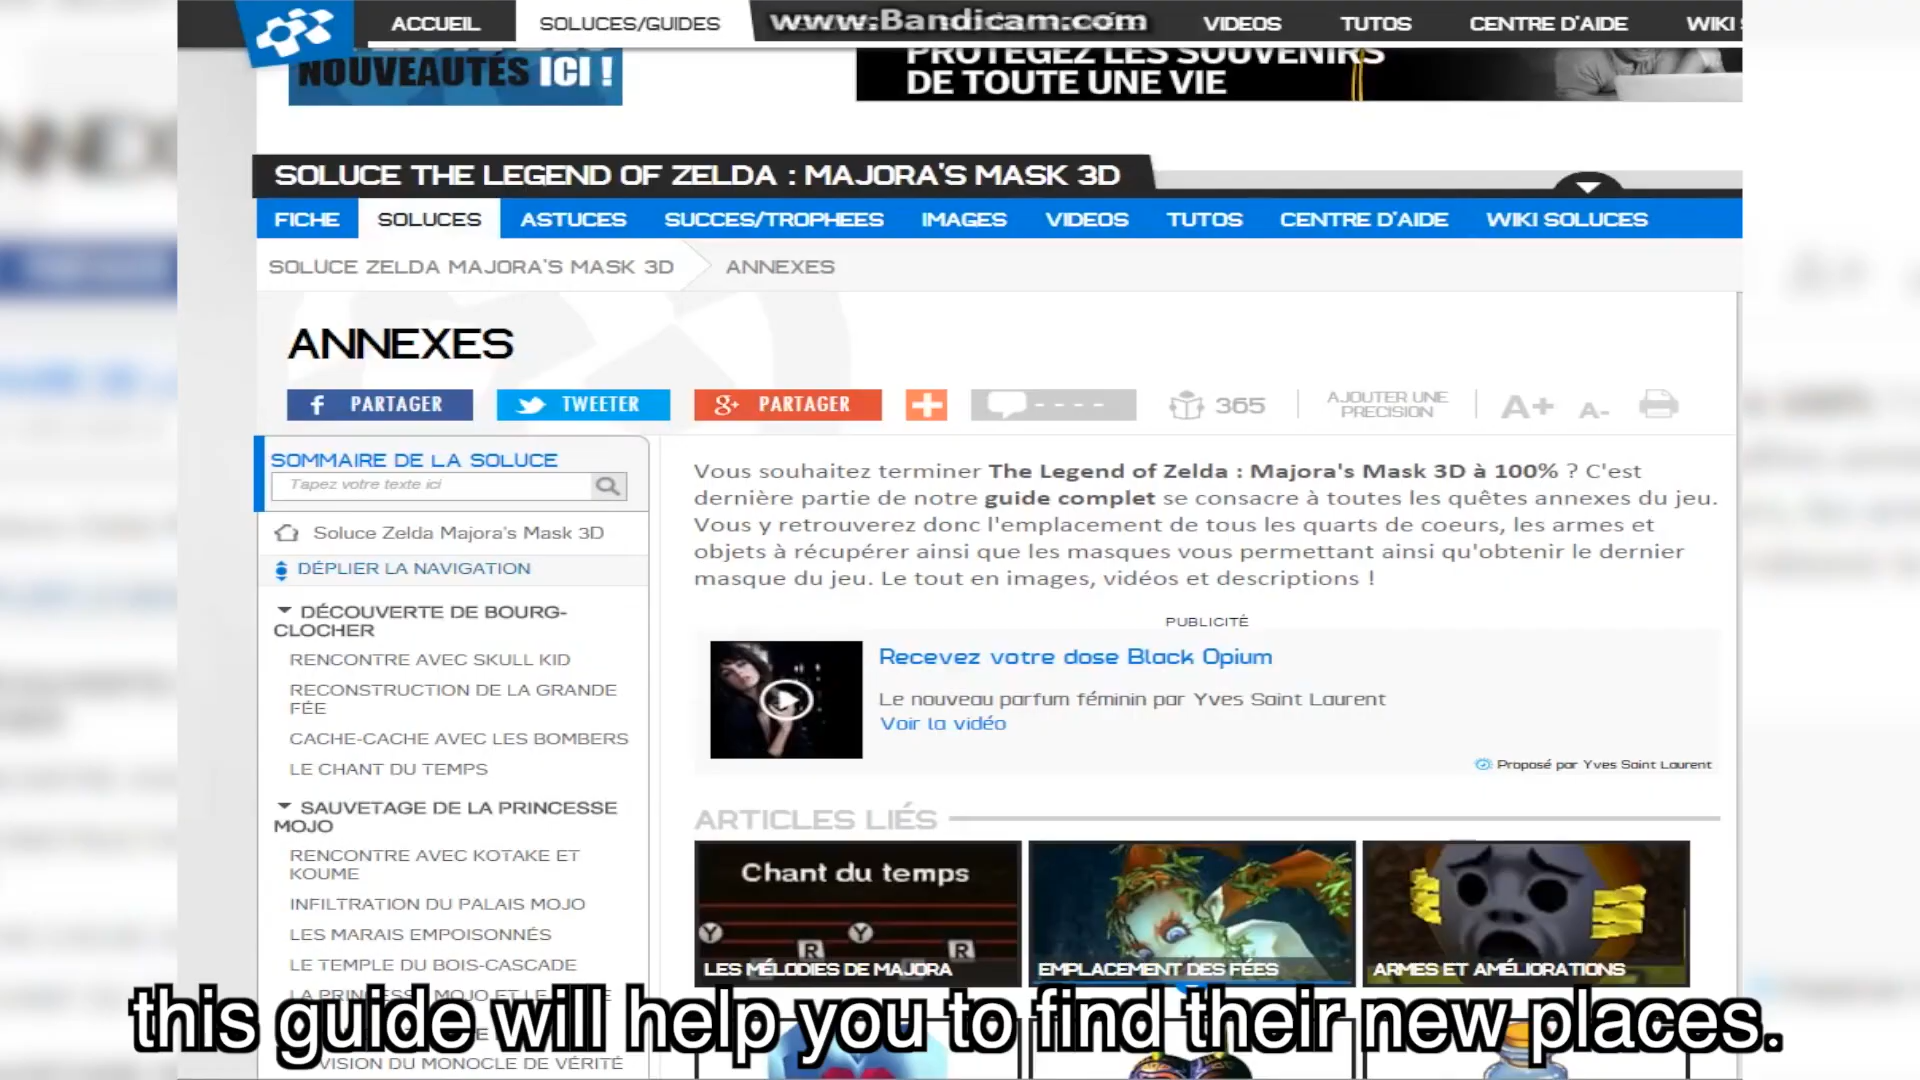 ACCUEIL
SOLUCES/GUIDES
www.Bandicam.com
VIDEOS
TUTOS
CENTRE D'AIDE
WIKI
NOUVEAUTÉS ICI !
PROTEGEZ LES SOUVENIRS
DE TOUTE UNE VIE
SOLUCE THE LEGEND OF ZELDA : MAJORA'S MASK 3D
FICHE
SOLUCES
ASTUCES
SUCCES/TROPHEES
IMAGES
VIDEOS
TUTOS
CENTRE D'AIDE
WIKI SOLUCES
SOLUCE ZELDA MAJORA'S MASK 3D
ANNEXES
ANNEXES
PARTAGER
TWEETER
PARTAGER
365
AJOUTER UNE
PRECISION
A+
A-
SOMMAIRE DE LA SOLUCE
Tapez votre texte ici
Soluce Zelda Majora's Mask 3D
DÉPLIER LA NAVIGATION
DÉCOUVERTE DE BOURG-
CLOCHER
RENCONTRE AVEC SKULL KID
RECONSTRUCTION DE LA GRANDE
FÉE
CACHE-CACHE AVEC LES BOMBERS
LE CHANT DU TEMPS
SAUVETAGE DE LA PRINCESSE
MOJO
RENCONTRE AVEC KOTAKE ET
KOUME
INFILTRATION DU PALAIS MOJO
LES MARAIS EMPOISONNÉS
LE TEMPLE DU BOIS-CASCADE
VISION DU MONOCLE DE VÉRITÉ
Vous souhaitez terminer The Legend of Zelda : Majora's Mask 3D à 100% ? C'est
dernière partie de notre guide complet se consacre à toutes les quêtes annexes du jeu.
Vous y retrouverez donc l'emplacement de tous les quarts de coeurs, les armes et
objets à récupérer ainsi que les masques vous permettant ainsi qu'obtenir le dernier
masque du jeu. Le tout en images, vidéos et descriptions !
PUBLICITÉ
Recevez votre dose Black Opium
Le nouveau parfum féminin par Yves Saint Laurent
Voir la vidéo
Proposé par Yves Saint Laurent
ARTICLES LIÉS
Chant du temps
Y R Y R
LES MÉLODIES DE MAJORA
EMPLACEMENT DES FÉES
ARMES ET AMÉLIORATIONS
this guide will help you to find their new places.